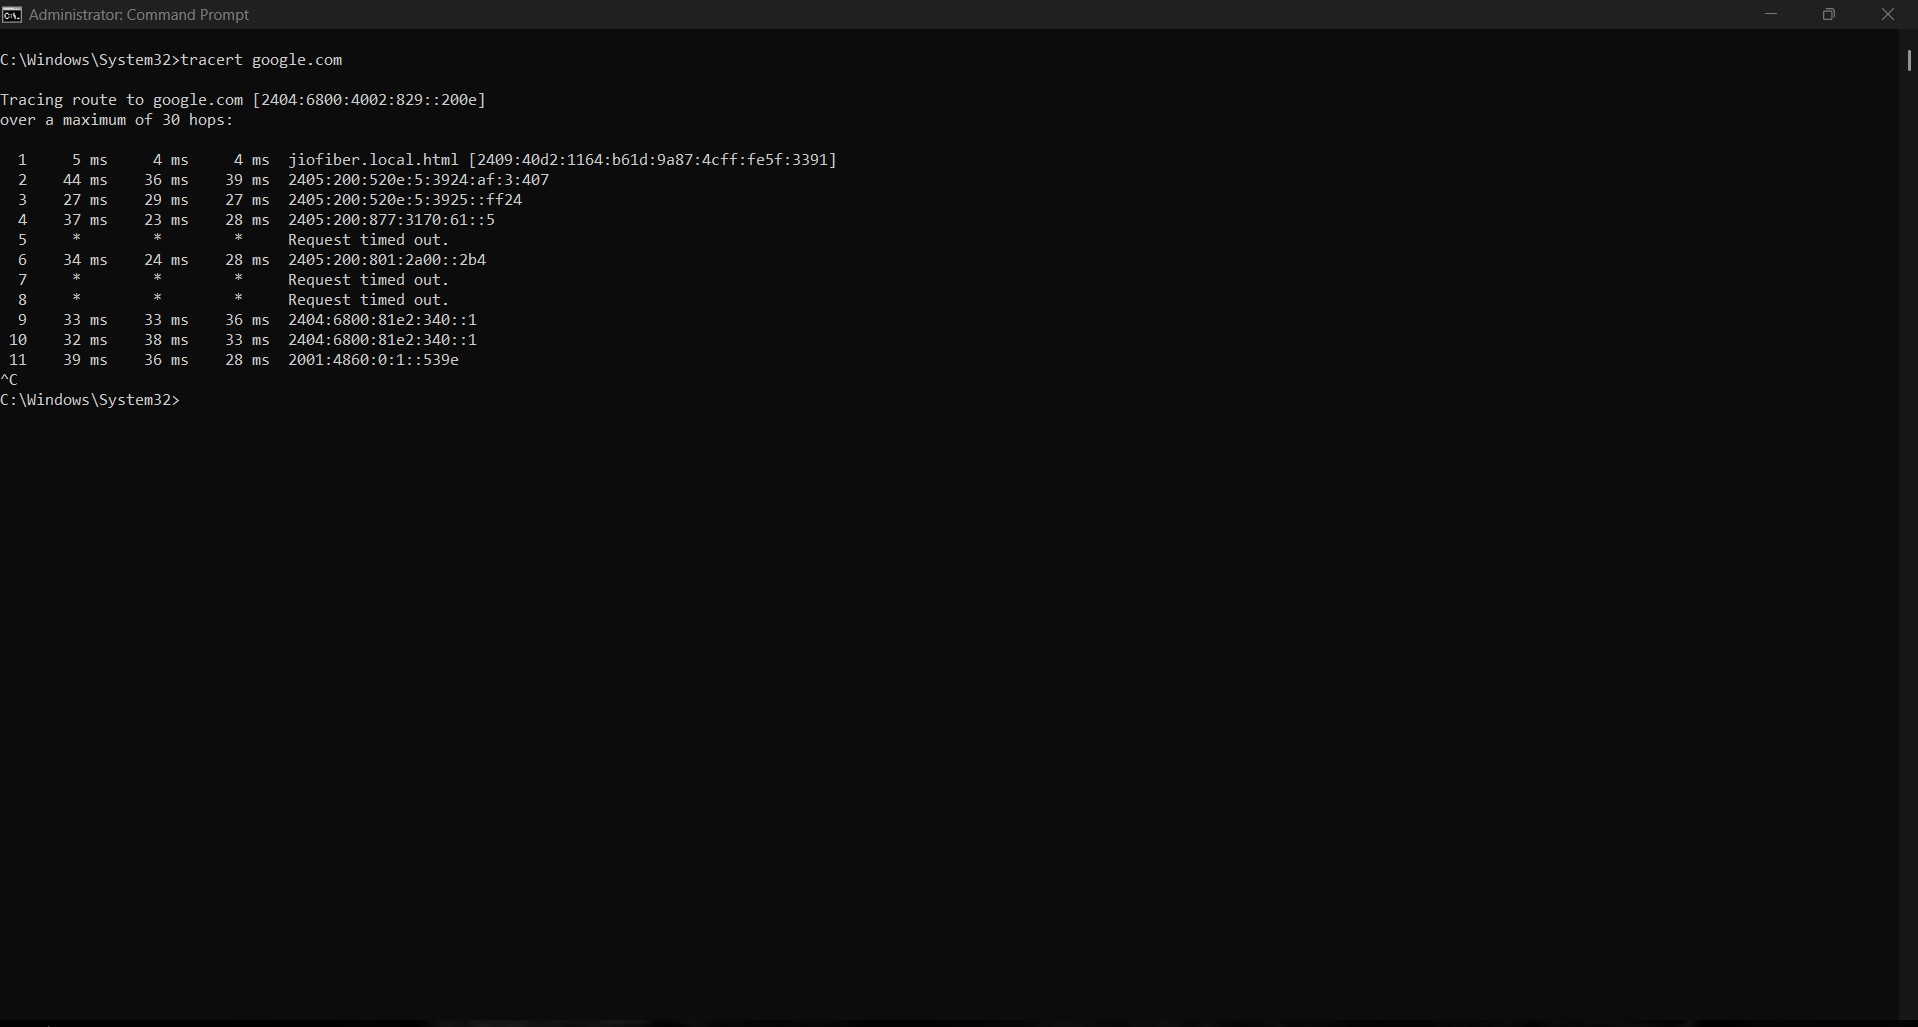 Administrator: Command Prompt
C:\Windows\System32>tracert google.com
Tracing route to google.com [2404:6800:4002:829::200e]
over a maximum of 30 hops:
1 5 ms 4 ms 4 ms jiofiber.local.html [2409:40d2:1164:b61d:9a87:4cff:fe5f:3391]
2 44 ms 36 ms 39 ms 2405:200:520e:5:3924:af:3:407
3 27 ms 29 ms 27 ms 2405:200:520e:5:3925::ff24
4 37 ms 23 ms 28 ms 2405:200:877:3170:61::5
5 * * * Request timed out.
6 34 ms 24 ms 28 ms 2405:200:801:2a00::2b4
7 * * * Request timed out.
8 * * * Request timed out.
9 33 ms 33 ms 36 ms 2404:6800:81e2:340::1
10 32 ms 38 ms 33 ms 2404:6800:81e2:340::1
11 39 ms 36 ms 28 ms 2001:4860:0:1::539e
^C
C:\Windows\System32>